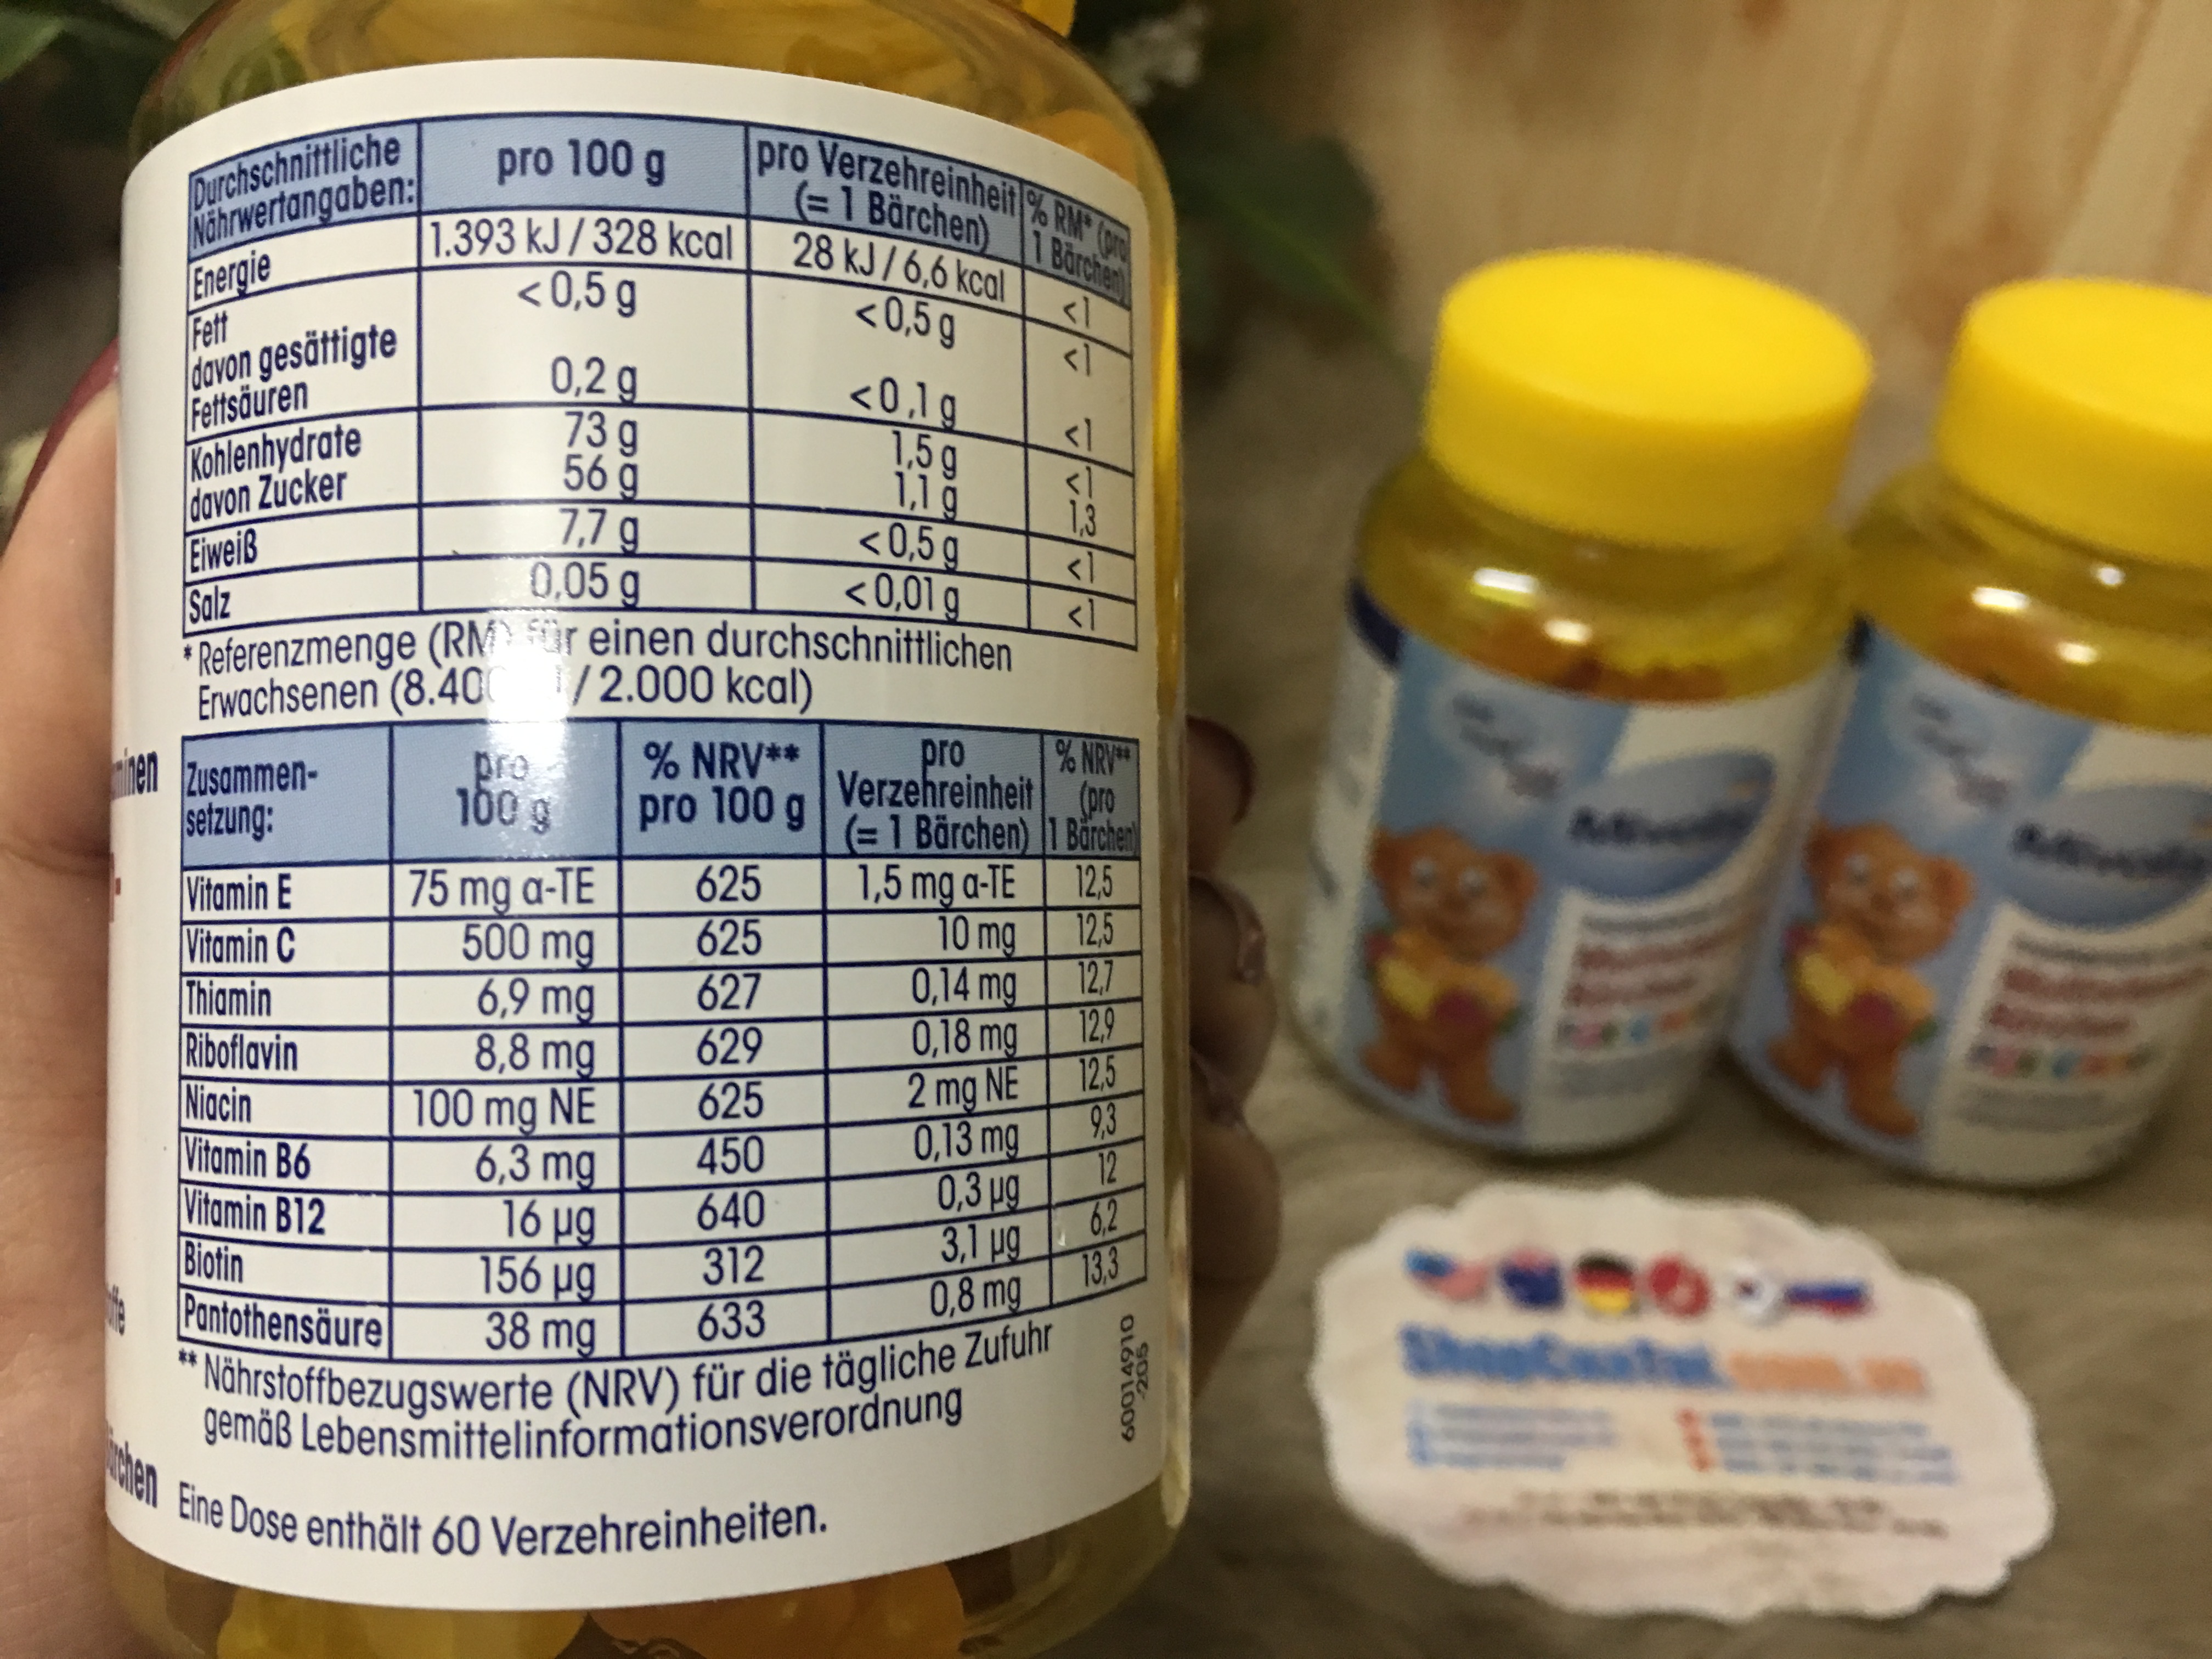 Durchschnittliche Nährwertangaben: pro 100 g pro Verzehreinheit (= 1 Bärchen) % RM* (pro 1 Bärchen)
Energie 1.393 kJ / 328 kcal 28 kJ / 6,6 kcal <1
Fett <0,5 g <0,5 g <1
davon gesättigte
Fettsäuren 0,2 g <0,1 g <1
Kohlenhydrate 73 g 1,5 g <1
davon Zucker 56 g 1,1 g 1,3
Eiweiß 7,7 g <0,5 g <1
Salz 0,05 g <0,01 g <1
* Referenzmenge (RM) für einen durchschnittlichen
Erwachsenen / 2.000 kcal)
Zusammen-setzung: pro 100 g % NRV** pro 100 g pro Verzehreinheit (= 1 Bärchen) % NRV** (pro 1 Bärchen)
Vitamin E 75 mg α-TE 625 1,5 mg α-TE 12,5
Vitamin C 500 mg 625 10 mg 12,5
Thiamin 6,9 mg 627 0,14 mg 12,7
Riboflavin 8,8 mg 629 0,18 mg 12,9
Niacin 100 mg NE 625 2 mg NE 12,5
Vitamin B6 6,3 mg 450 0,13 mg 9,3
Vitamin B12 16 µg 640 0,3 µg 12
Biotin 156 µg 312 3,1 µg 6,2
Pantothensäure 38 mg 633 0,8 mg 13,3
** Nährstoffbezugswerte (NRV) für die tägliche Zufuhr
gemäß Lebensmittelinformationsverordnung
60014910
-205
Eine Dose enthält 60 Verzehreinheiten.
Mivolis
Mivolis